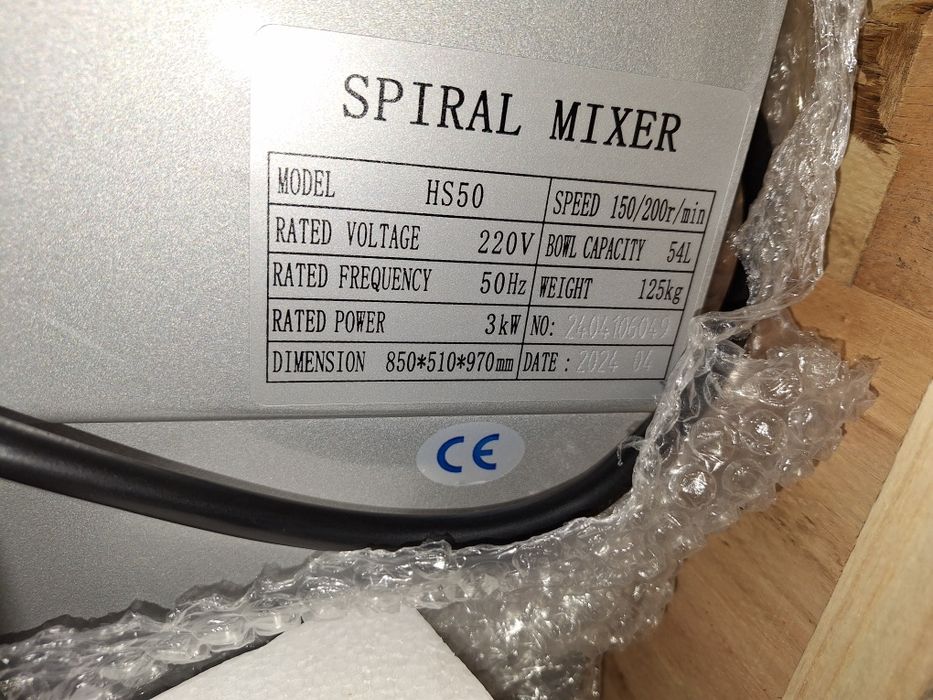 SPIRAL MIXER
MODEL HS50 SPEED 150/200r/min
RATED VOLTAGE 220V BOWL CAPACITY 54L
RATED FREQUENCY 50Hz WEIGHT 125kg
RATED POWER 3kW NO: 2404106049
DIMENSION 850*510*970mm DATE : 2024 04
CE